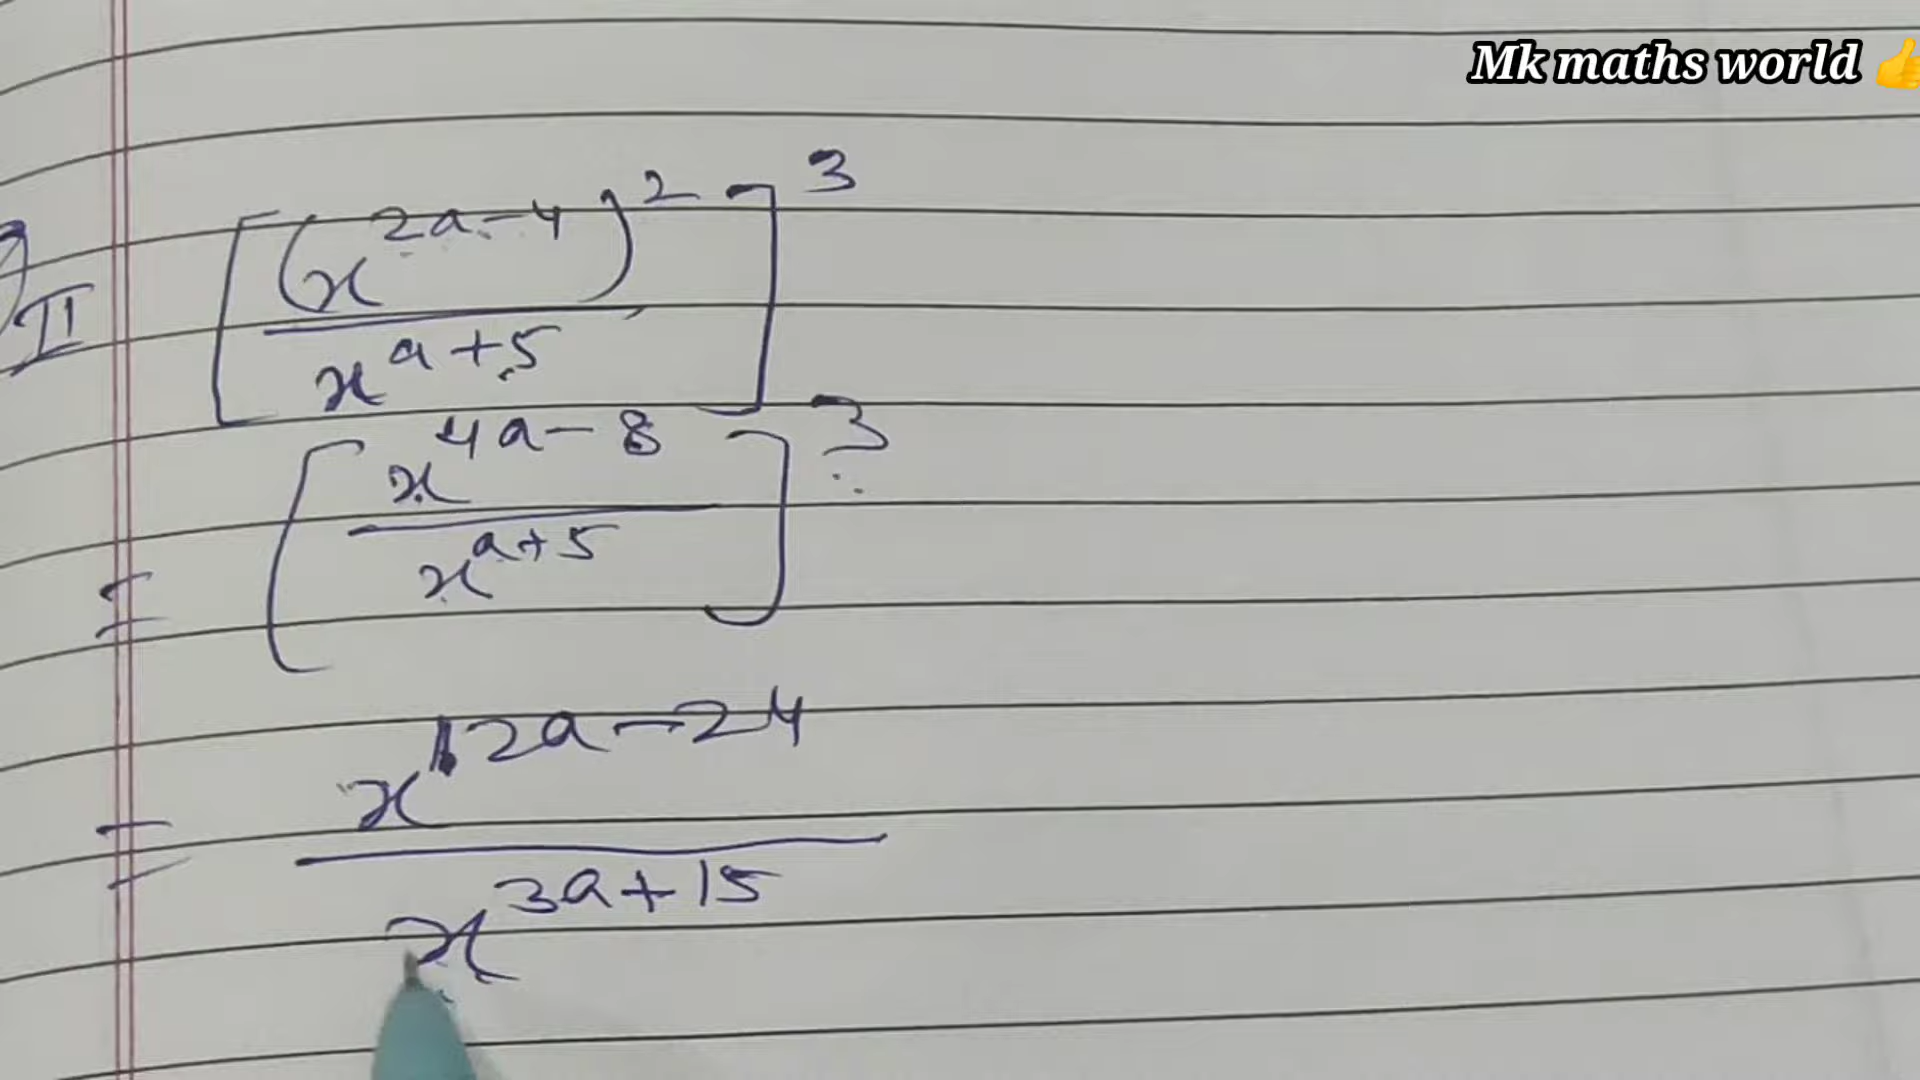 Mk maths world 👍
II [(x^{2a-4})^2 / x^{a+5}]^3
= [x^{4a-8} / x^{a+5}]^3
= x^{12a-24} / x^{3a+15}